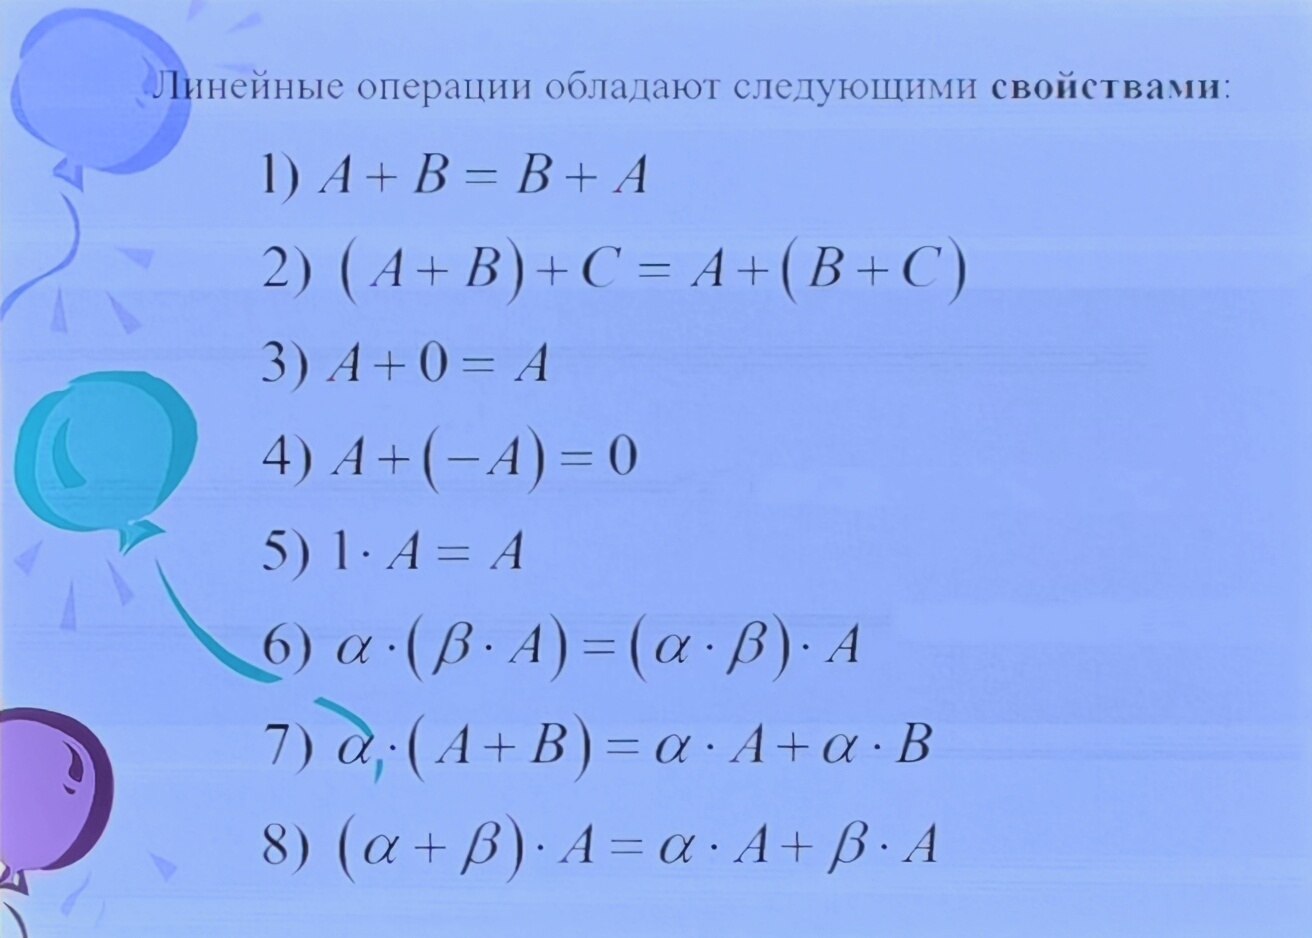 Линейные операции обладают следующими свойствами:
1) A + B = B + A
2) (A + B) + C = A + (B + C)
3) A + 0 = A
4) A + (−A) = 0
5) 1 · A = A
6) α · (β · A) = (α · β) · A
7) α · (A + B) = α · A + α · B
8) (α + β) · A = α · A + β · A